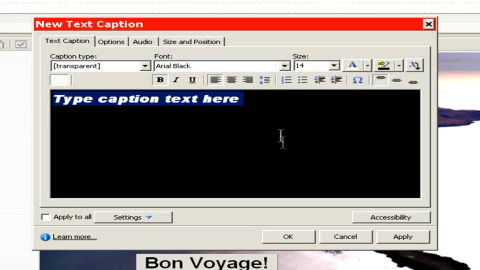 New Text Caption
Text Caption Options Audio Size and Position
Caption type: Font: Size:
[transparent] Arial Black 14
B I U
Type caption text here
Apply to all Settings Accessibility
Learn more... OK Cancel Apply
Bon Voyage!